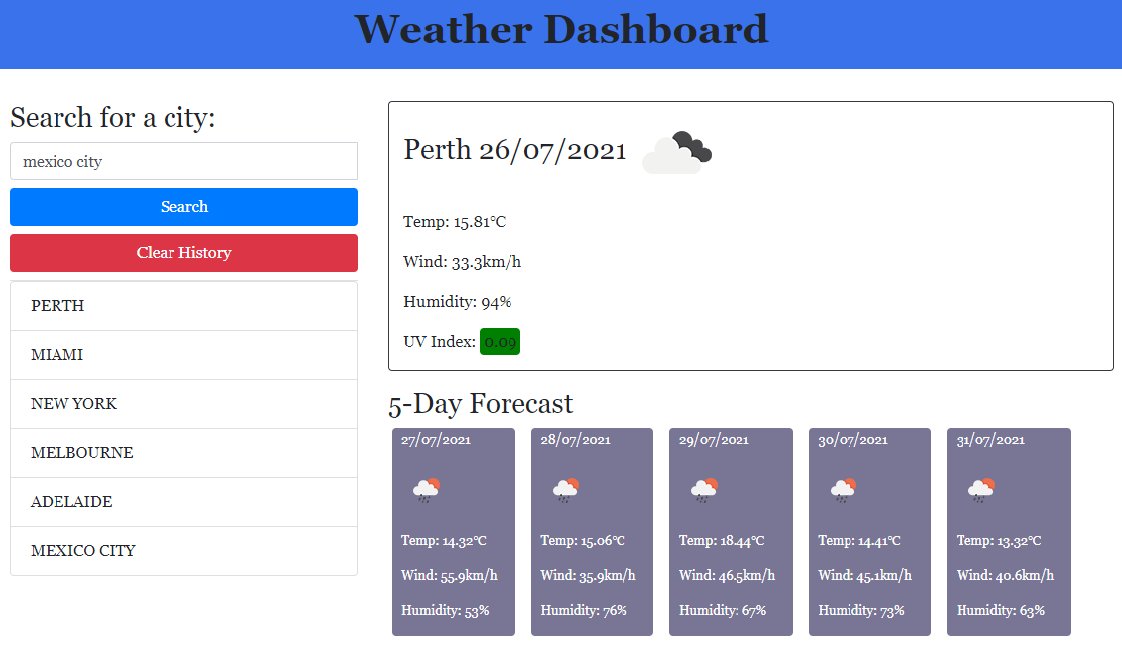 Weather Dashboard
Search for a city:
mexico city
Search
Clear History
PERTH
MIAMI
NEW YORK
MELBOURNE
ADELAIDE
MEXICO CITY
Perth 26/07/2021
Temp: 15.81°C
Wind: 33.3km/h
Humidity: 94%
UV Index: 0.09
5-Day Forecast
27/07/2021
Temp: 14.32°C
Wind: 55.9km/h
Humidity: 53%
28/07/2021
Temp: 15.06°C
Wind: 35.9km/h
Humidity: 76%
29/07/2021
Temp: 18.44°C
Wind: 46.5km/h
Humidity: 67%
30/07/2021
Temp: 14.41°C
Wind: 45.1km/h
Humidity: 73%
31/07/2021
Temp: 13.32°C
Wind: 40.6km/h
Humidity: 63%